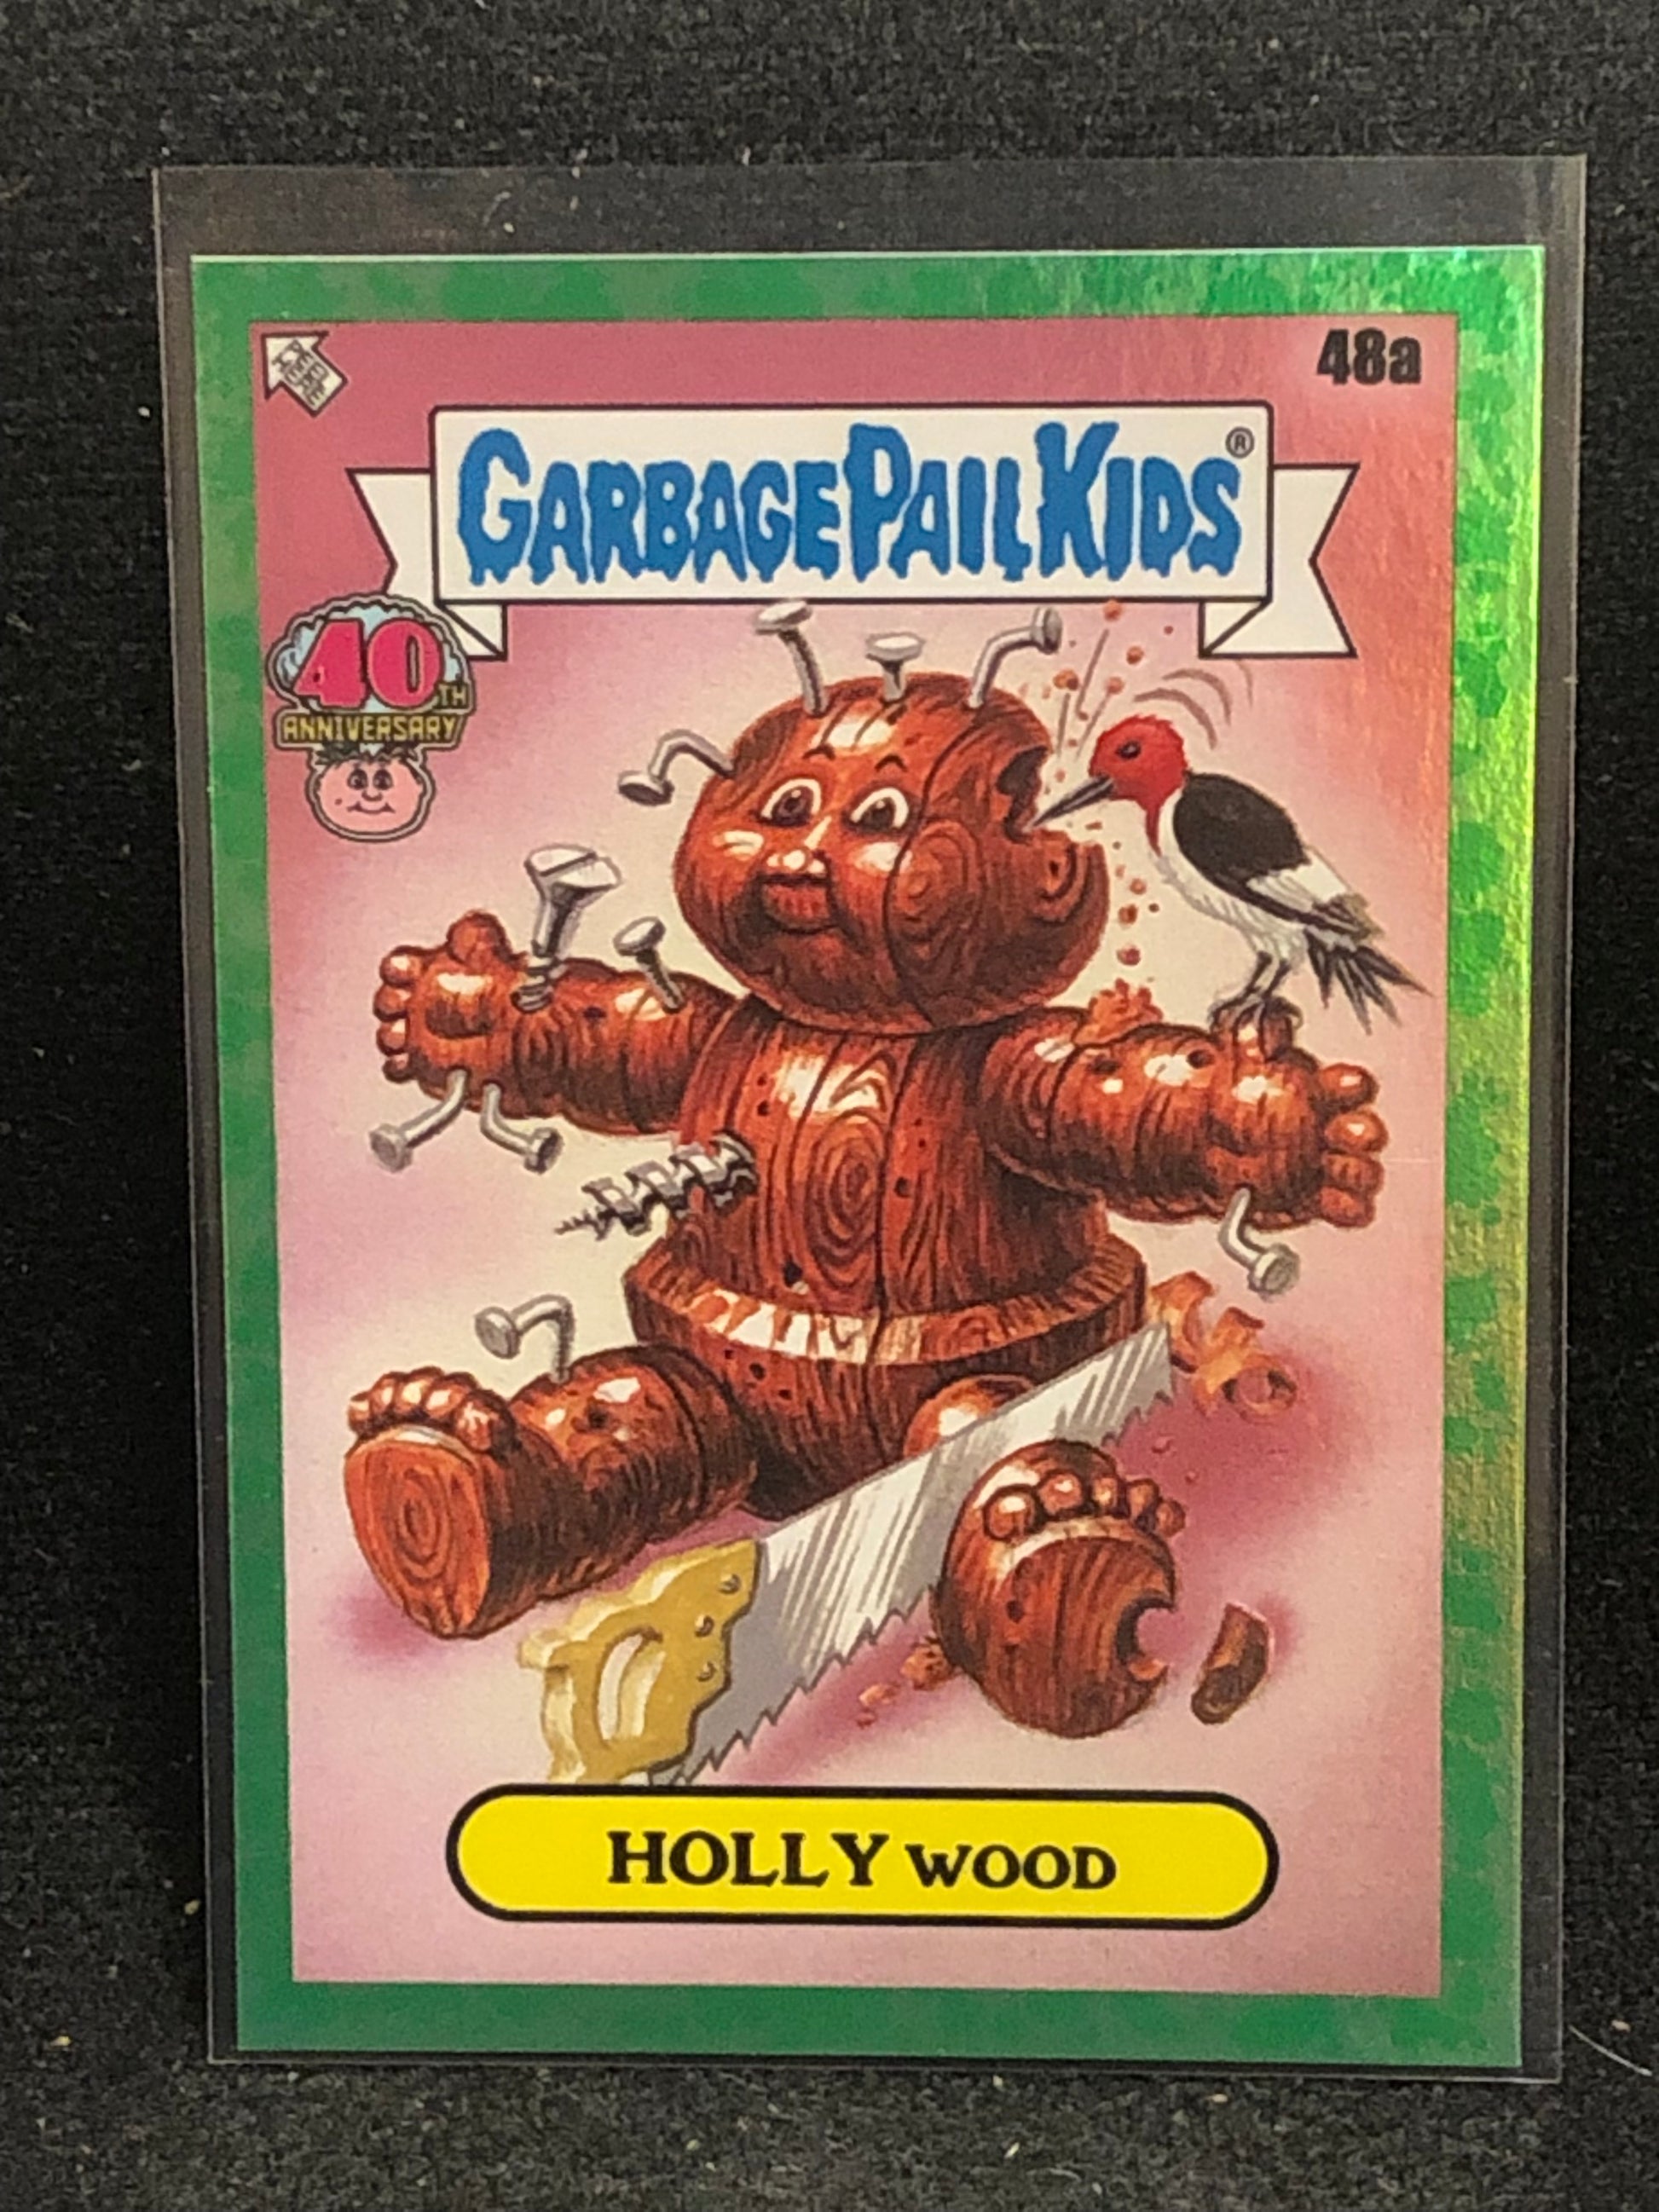 48a
GARBAGE PAIL KIDS®
40TH
ANNIVERSARY
HOLLY WOOD